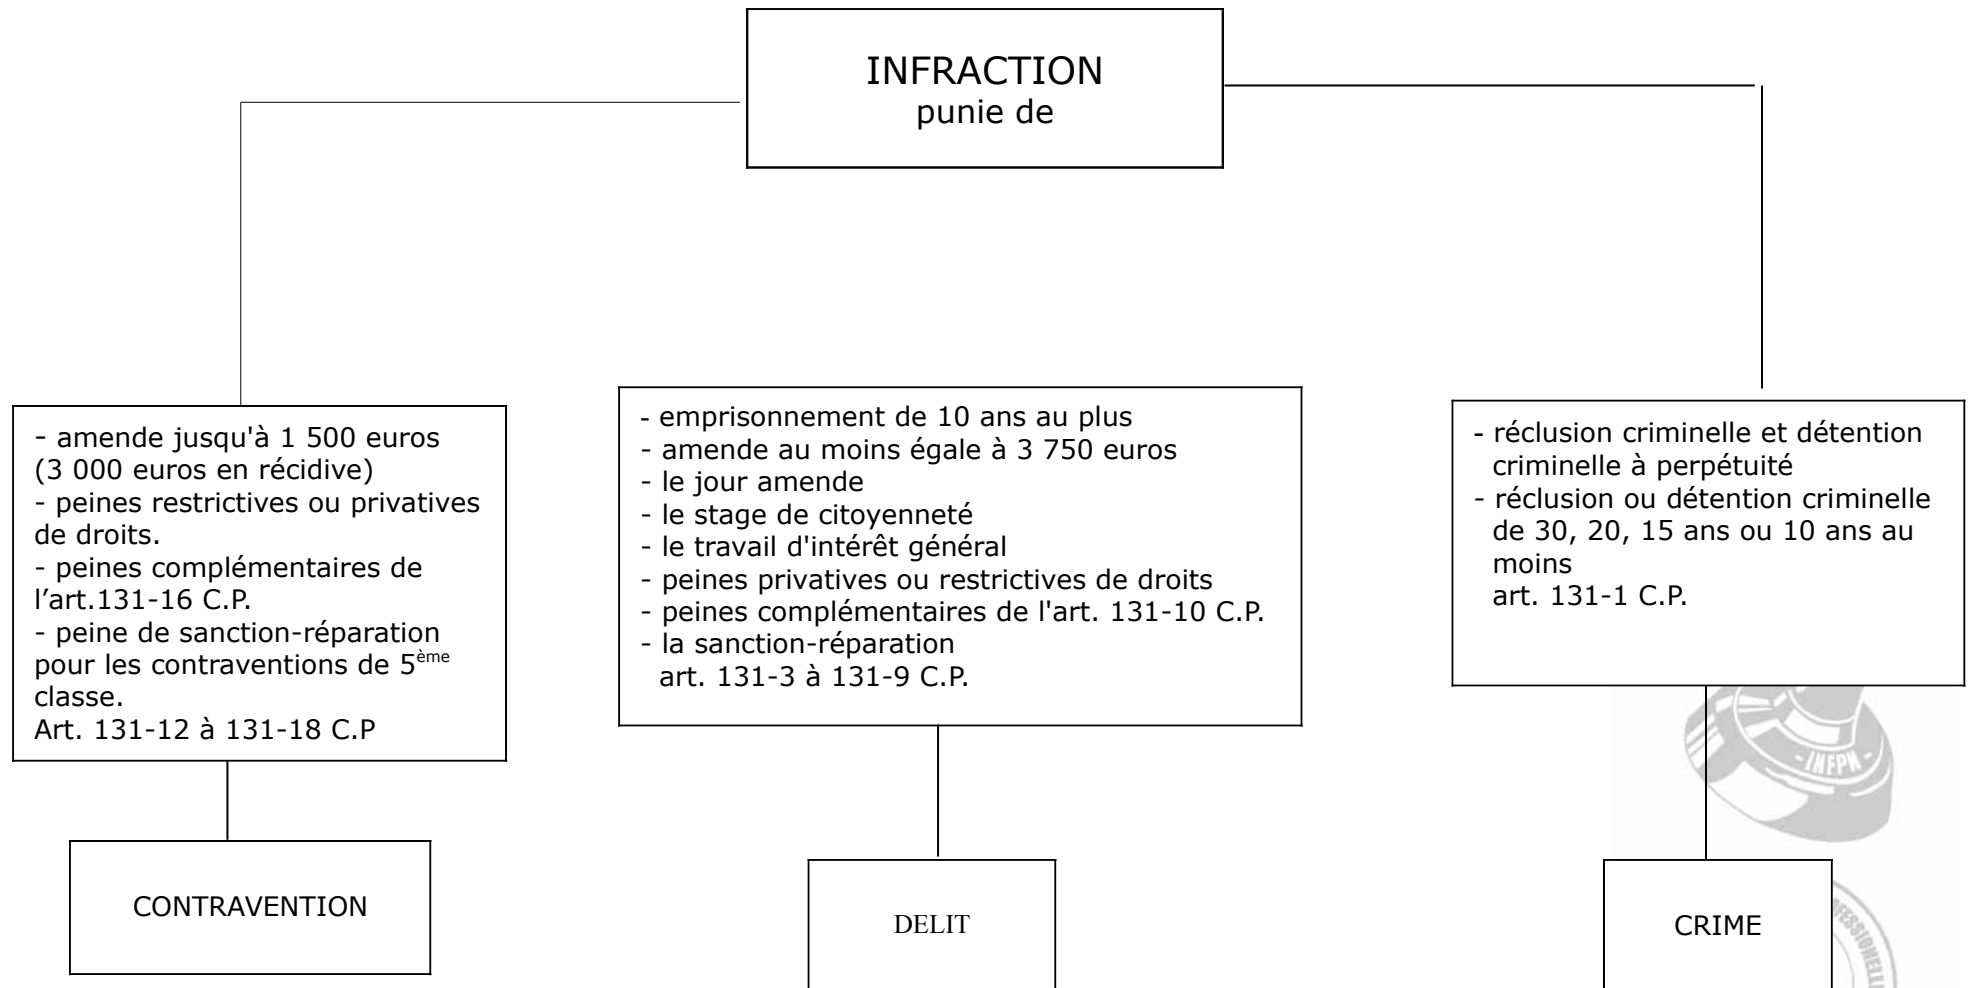 INFRACTION
punie de
- amende jusqu'à 1 500 euros
(3 000 euros en récidive)
- peines restrictives ou privatives
de droits.
- peines complémentaires de
l’art.131-16 C.P.
- peine de sanction-réparation
pour les contraventions de 5ème
classe.
Art. 131-12 à 131-18 C.P
- emprisonnement de 10 ans au plus
- amende au moins égale à 3 750 euros
- le jour amende
- le stage de citoyenneté
- le travail d'intérêt général
- peines privatives ou restrictives de droits
- peines complémentaires de l'art. 131-10 C.P.
- la sanction-réparation
art. 131-3 à 131-9 C.P.
- réclusion criminelle et détention
criminelle à perpétuité
- réclusion ou détention criminelle
de 30, 20, 15 ans ou 10 ans au
moins
art. 131-1 C.P.
- INFPN -
CONTRAVENTION
DELIT
CRIME